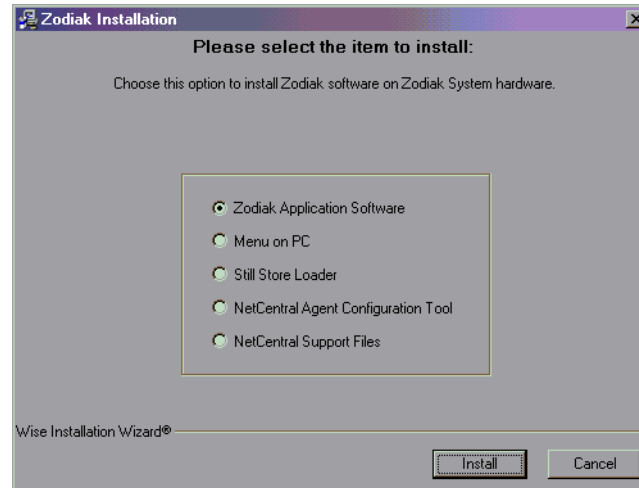 Zodiak Installation
Please select the item to install:
Choose this option to install Zodiak software on Zodiak System hardware.
Zodiak Application Software
Menu on PC
Still Store Loader
NetCentral Agent Configuration Tool
NetCentral Support Files
Wise Installation Wizard®
Install
Cancel